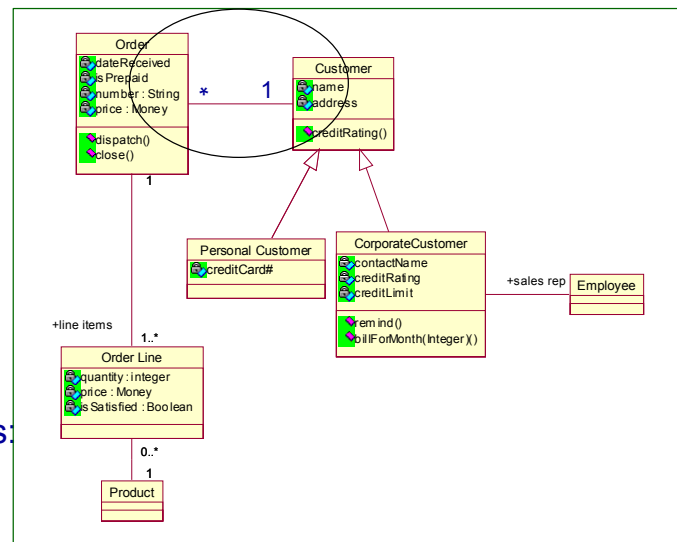 Order
dateReceived
isPrepaid
number : String
price : Money
dispatch()
close()
*
1
Customer
name
address
creditRating()
1
Personal Customer
creditCard#
CorporateCustomer
contactName
creditRating
creditLimit
remind()
billForMonth(Integer)()
+sales rep
Employee
+line items
1..*
Order Line
quantity : integer
price : Money
isSatisfied : Boolean
s:
0..*
1
Product